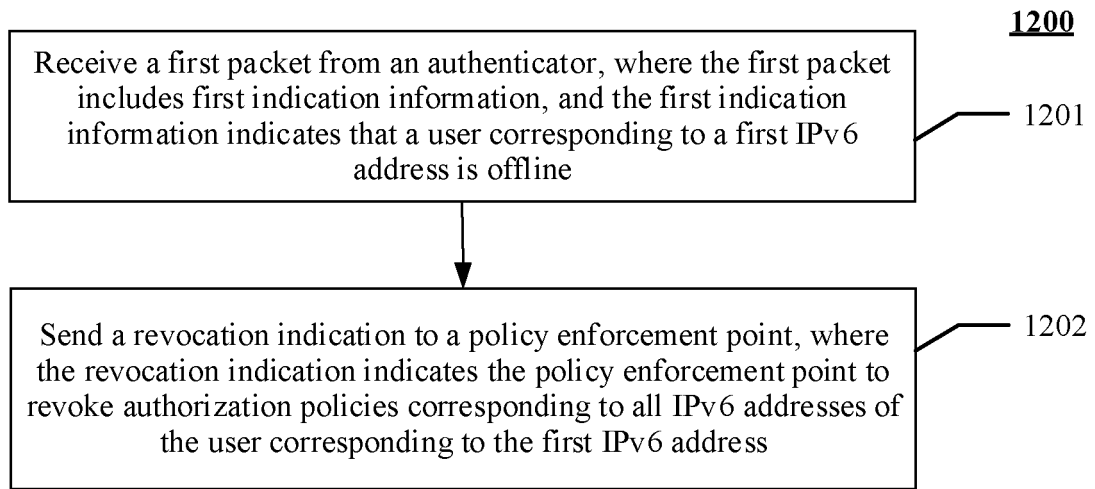 1200
Receive a first packet from an authenticator, where the first packet
includes first indication information, and the first indication
information indicates that a user corresponding to a first IPv6
address is offline
1201
Send a revocation indication to a policy enforcement point, where
the revocation indication indicates the policy enforcement point to
revoke authorization policies corresponding to all IPv6 addresses of
the user corresponding to the first IPv6 address
1202